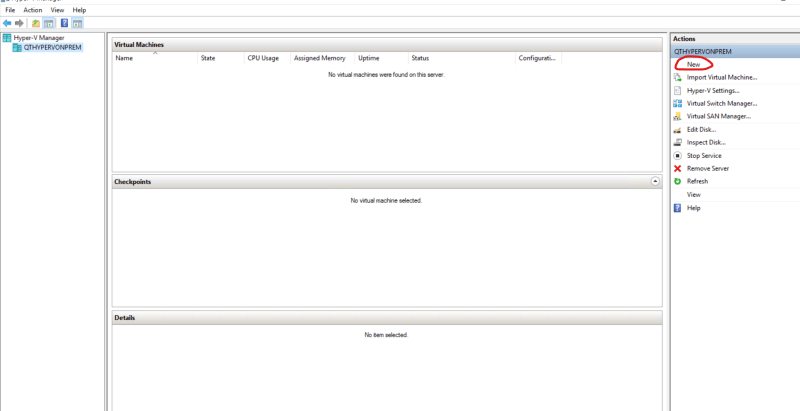 File Action View Help
Hyper-V Manager
QTHYPERVONPREM
Virtual Machines
Name State CPU Usage Assigned Memory Uptime Status Configurati...
No virtual machines were found on this server.
Checkpoints
No virtual machine selected.
Details
No item selected.
Actions
QTHYPERVONPREM
New
Import Virtual Machine...
Hyper-V Settings...
Virtual Switch Manager...
Virtual SAN Manager...
Edit Disk...
Inspect Disk...
Stop Service
Remove Server
Refresh
View
Help